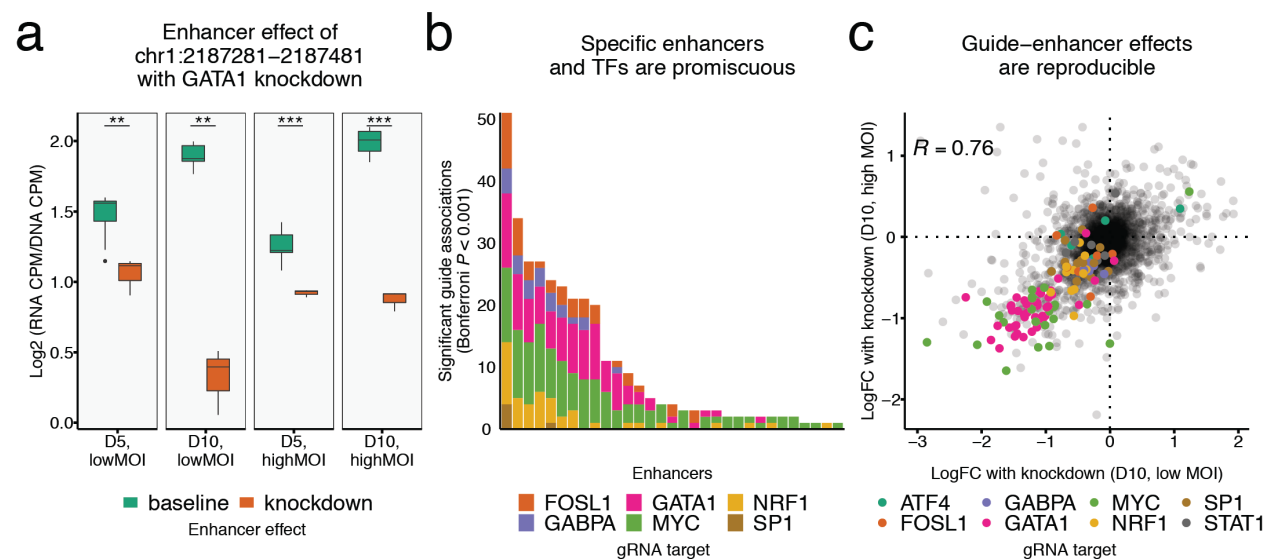 a
Enhancer effect of
chr1:2187281−2187481
with GATA1 knockdown
Log2 (RNA CPM/DNA CPM)
2.0
1.5
1.0
0.5
0.0
**
**
***
***
D5,
lowMOI
D10,
lowMOI
D5,
highMOI
D10,
highMOI
baseline
knockdown
Enhancer effect
b
Specific enhancers
and TFs are promiscuous
Significant guide associations
(Bonferroni P < 0.001)
50
40
30
20
10
0
Enhancers
FOSL1
GATA1
NRF1
GABPA
MYC
SP1
gRNA target
c
Guide−enhancer effects
are reproducible
R = 0.76
LogFC with knockdown (D10, high MOI)
1
0
−1
−2
−3
−2
−1
0
1
2
LogFC with knockdown (D10, low MOI)
ATF4
GABPA
MYC
SP1
FOSL1
GATA1
NRF1
STAT1
gRNA target